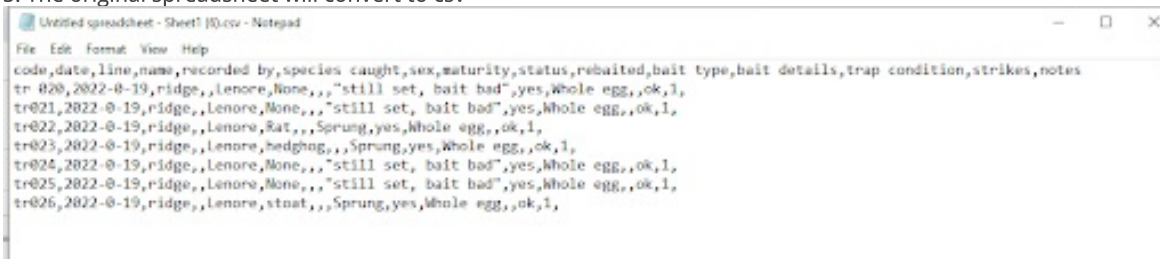 3. The original spreadsheet will convert to CSV
Untitled spreadsheet - Sheet1 (6).csv - Notepad
File Edit Format View Help
code,date,line,name,recorded by,species caught,sex,maturity,status,rebaited,bait type,bait details,trap condition,strikes,notes
tr 020,2022-0-19,ridge,,Lenore,None,,,"still set, bait bad",yes,Whole egg,,ok,1,
tr021,2022-0-19,ridge,,Lenore,None,,,"still set, bait bad",yes,Whole egg,,ok,1,
tr022,2022-0-19,ridge,,Lenore,Rat,,,Sprung,yes,Whole egg,,ok,1,
tr023,2022-0-19,ridge,,Lenore,hedghog,,,Sprung,yes,Whole egg,,ok,1,
tr024,2022-0-19,ridge,,Lenore,None,,,"still set, bait bad",yes,Whole egg,,ok,1,
tr025,2022-0-19,ridge,,Lenore,None,,,"still set, bait bad",yes,Whole egg,,ok,1,
tr026,2022-0-19,ridge,,Lenore,stoat,,,Sprung,yes,Whole egg,,ok,1,